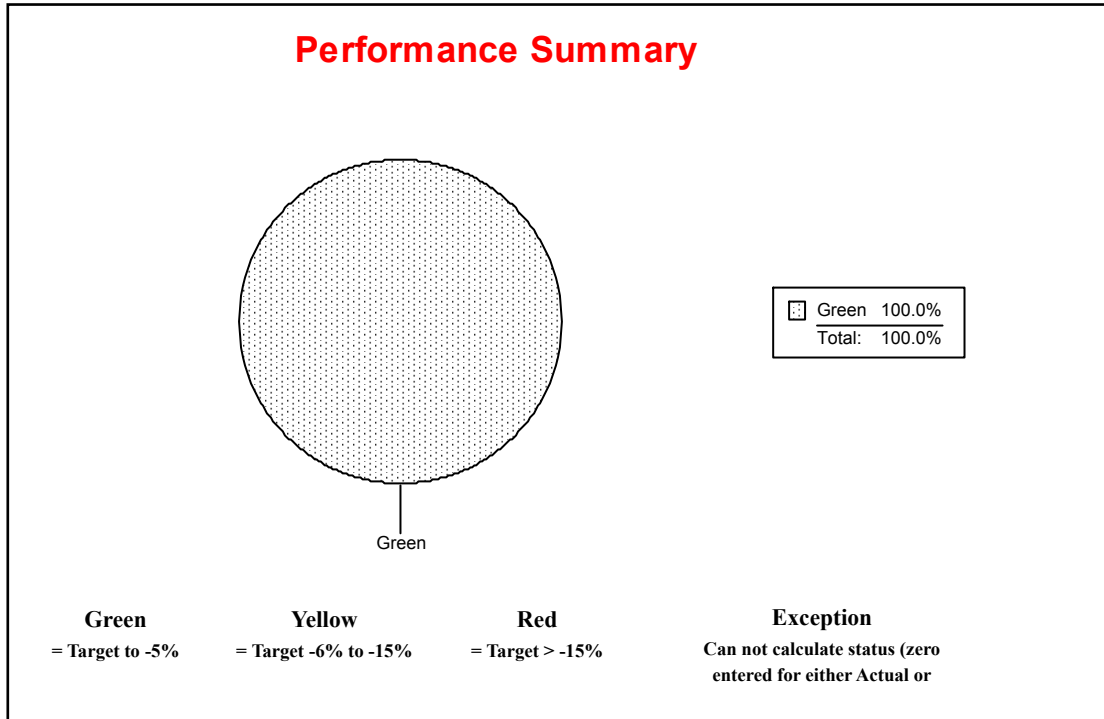 Performance Summary
Green 100.0%
Total: 100.0%
Green
Green
= Target to -5%
Yellow
= Target -6% to -15%
Red
= Target > -15%
Exception
Can not calculate status (zero
entered for either Actual or